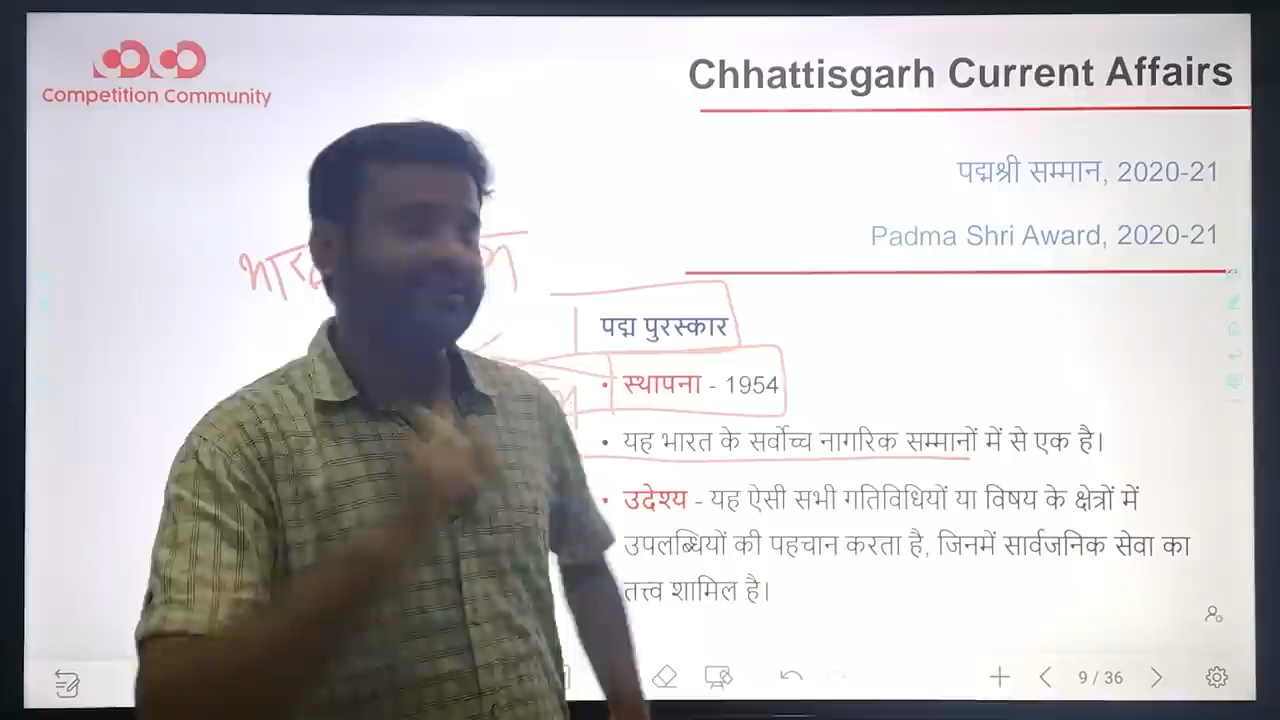 Competition Community
Chhattisgarh Current Affairs
पद्मश्री सम्मान, 2020-21
Padma Shri Award, 2020-21
पद्म पुरस्कार
• स्थापना - 1954
• यह भारत के सर्वोच्च नागरिक सम्मानों में से एक है।
• उदेश्य - यह ऐसी सभी गतिविधियों या विषय के क्षेत्रों में
उपलब्धियों की पहचान करता है, जिनमें सार्वजनिक सेवा का
तत्त्व शामिल है।
9 / 36